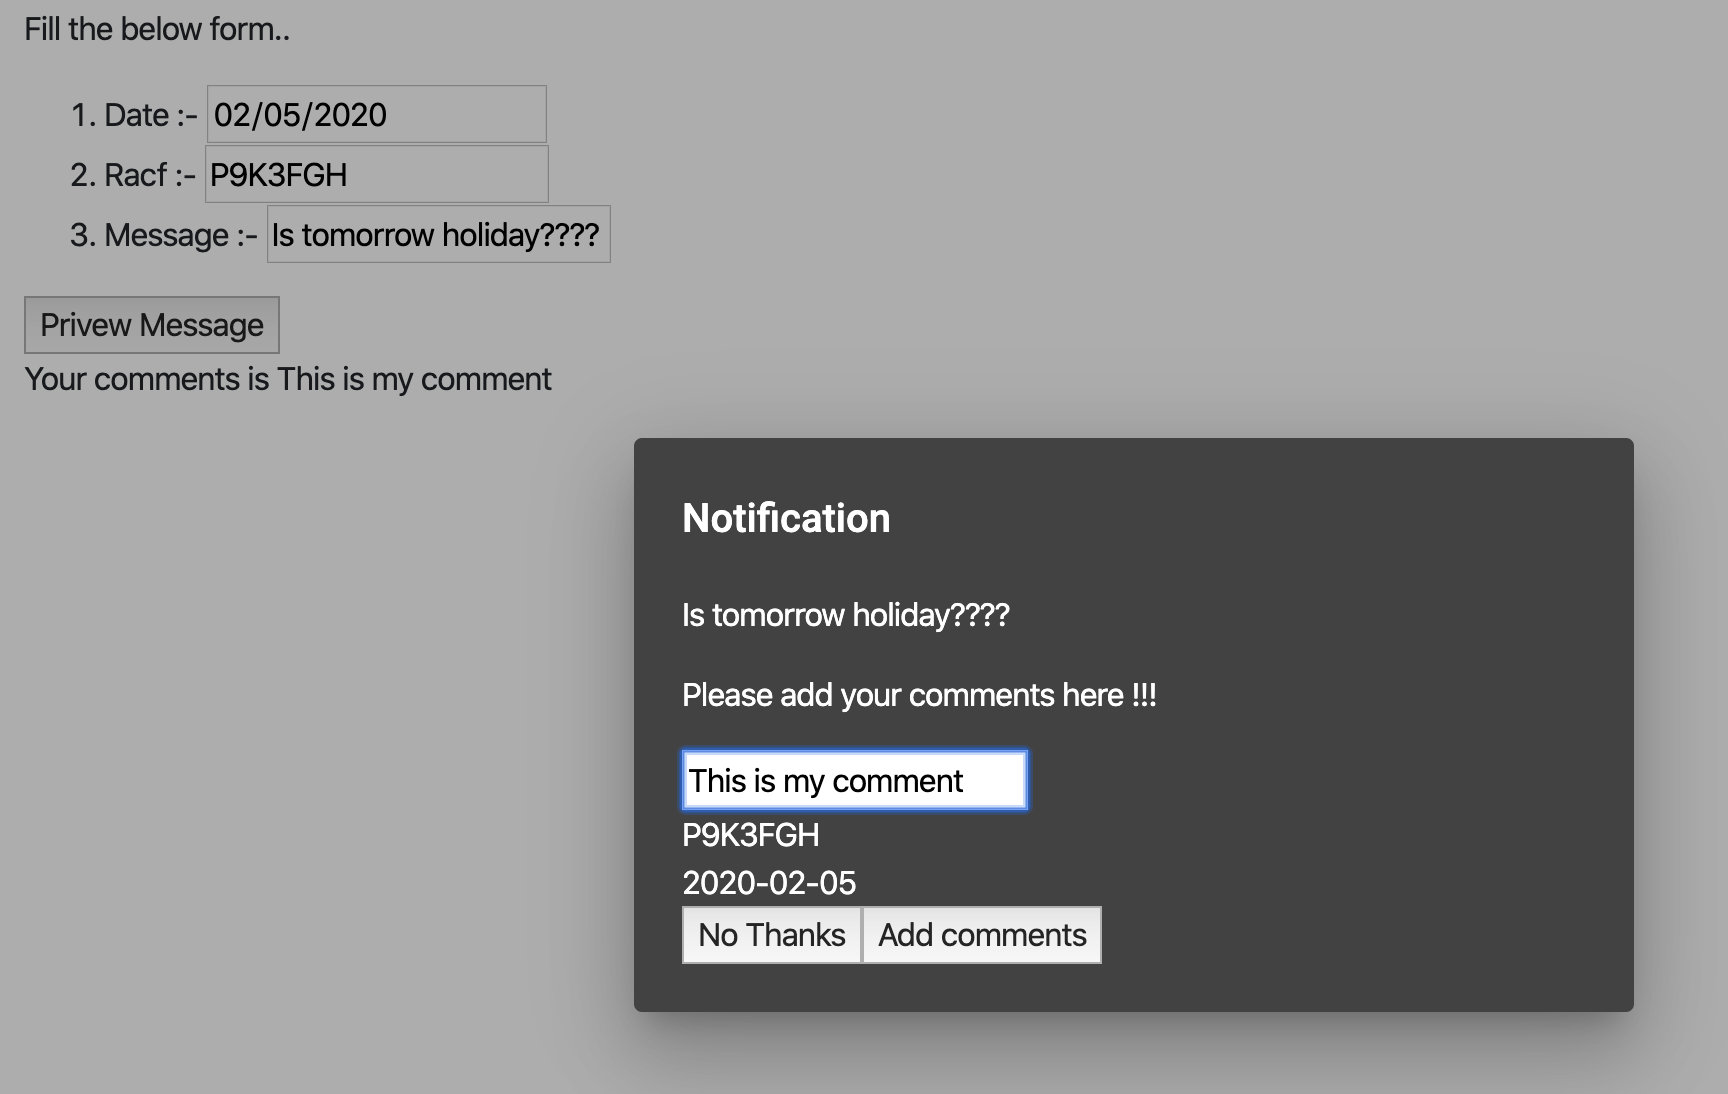 Fill the below form..
1. Date :- 02/05/2020
2. Racf :- P9K3FGH
3. Message :- Is tomorrow holiday????
Privew Message
Your comments is This is my comment
Notification
Is tomorrow holiday????
Please add your comments here !!!
This is my comment
P9K3FGH
2020-02-05
No Thanks Add comments